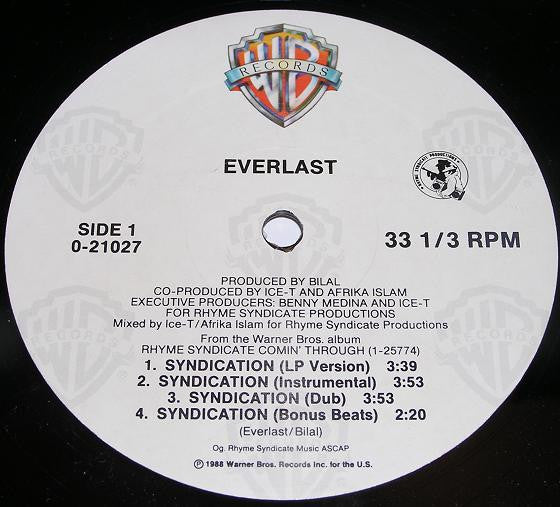 RECORDS
EVERLAST
RHYME SYNDICATE PRODUCTIONS
SIDE 1
0-21027
33 1/3 RPM
PRODUCED BY BILAL
CO-PRODUCED BY ICE-T AND AFRIKA ISLAM
EXECUTIVE PRODUCERS: BENNY MEDINA AND ICE-T
FOR RHYME SYNDICATE PRODUCTIONS
Mixed by Ice-T/Afrika Islam for Rhyme Syndicate Productions
From the Warner Bros. album
RHYME SYNDICATE COMIN' THROUGH (1-25774)
1. SYNDICATION (LP Version) 3:39
2. SYNDICATION (Instrumental) 3:53
3. SYNDICATION (Dub) 3:53
4. SYNDICATION (Bonus Beats) 2:20
(Everlast/Bilal)
Og. Rhyme Syndicate Music ASCAP
℗ 1988 Warner Bros. Records Inc. for the U.S.